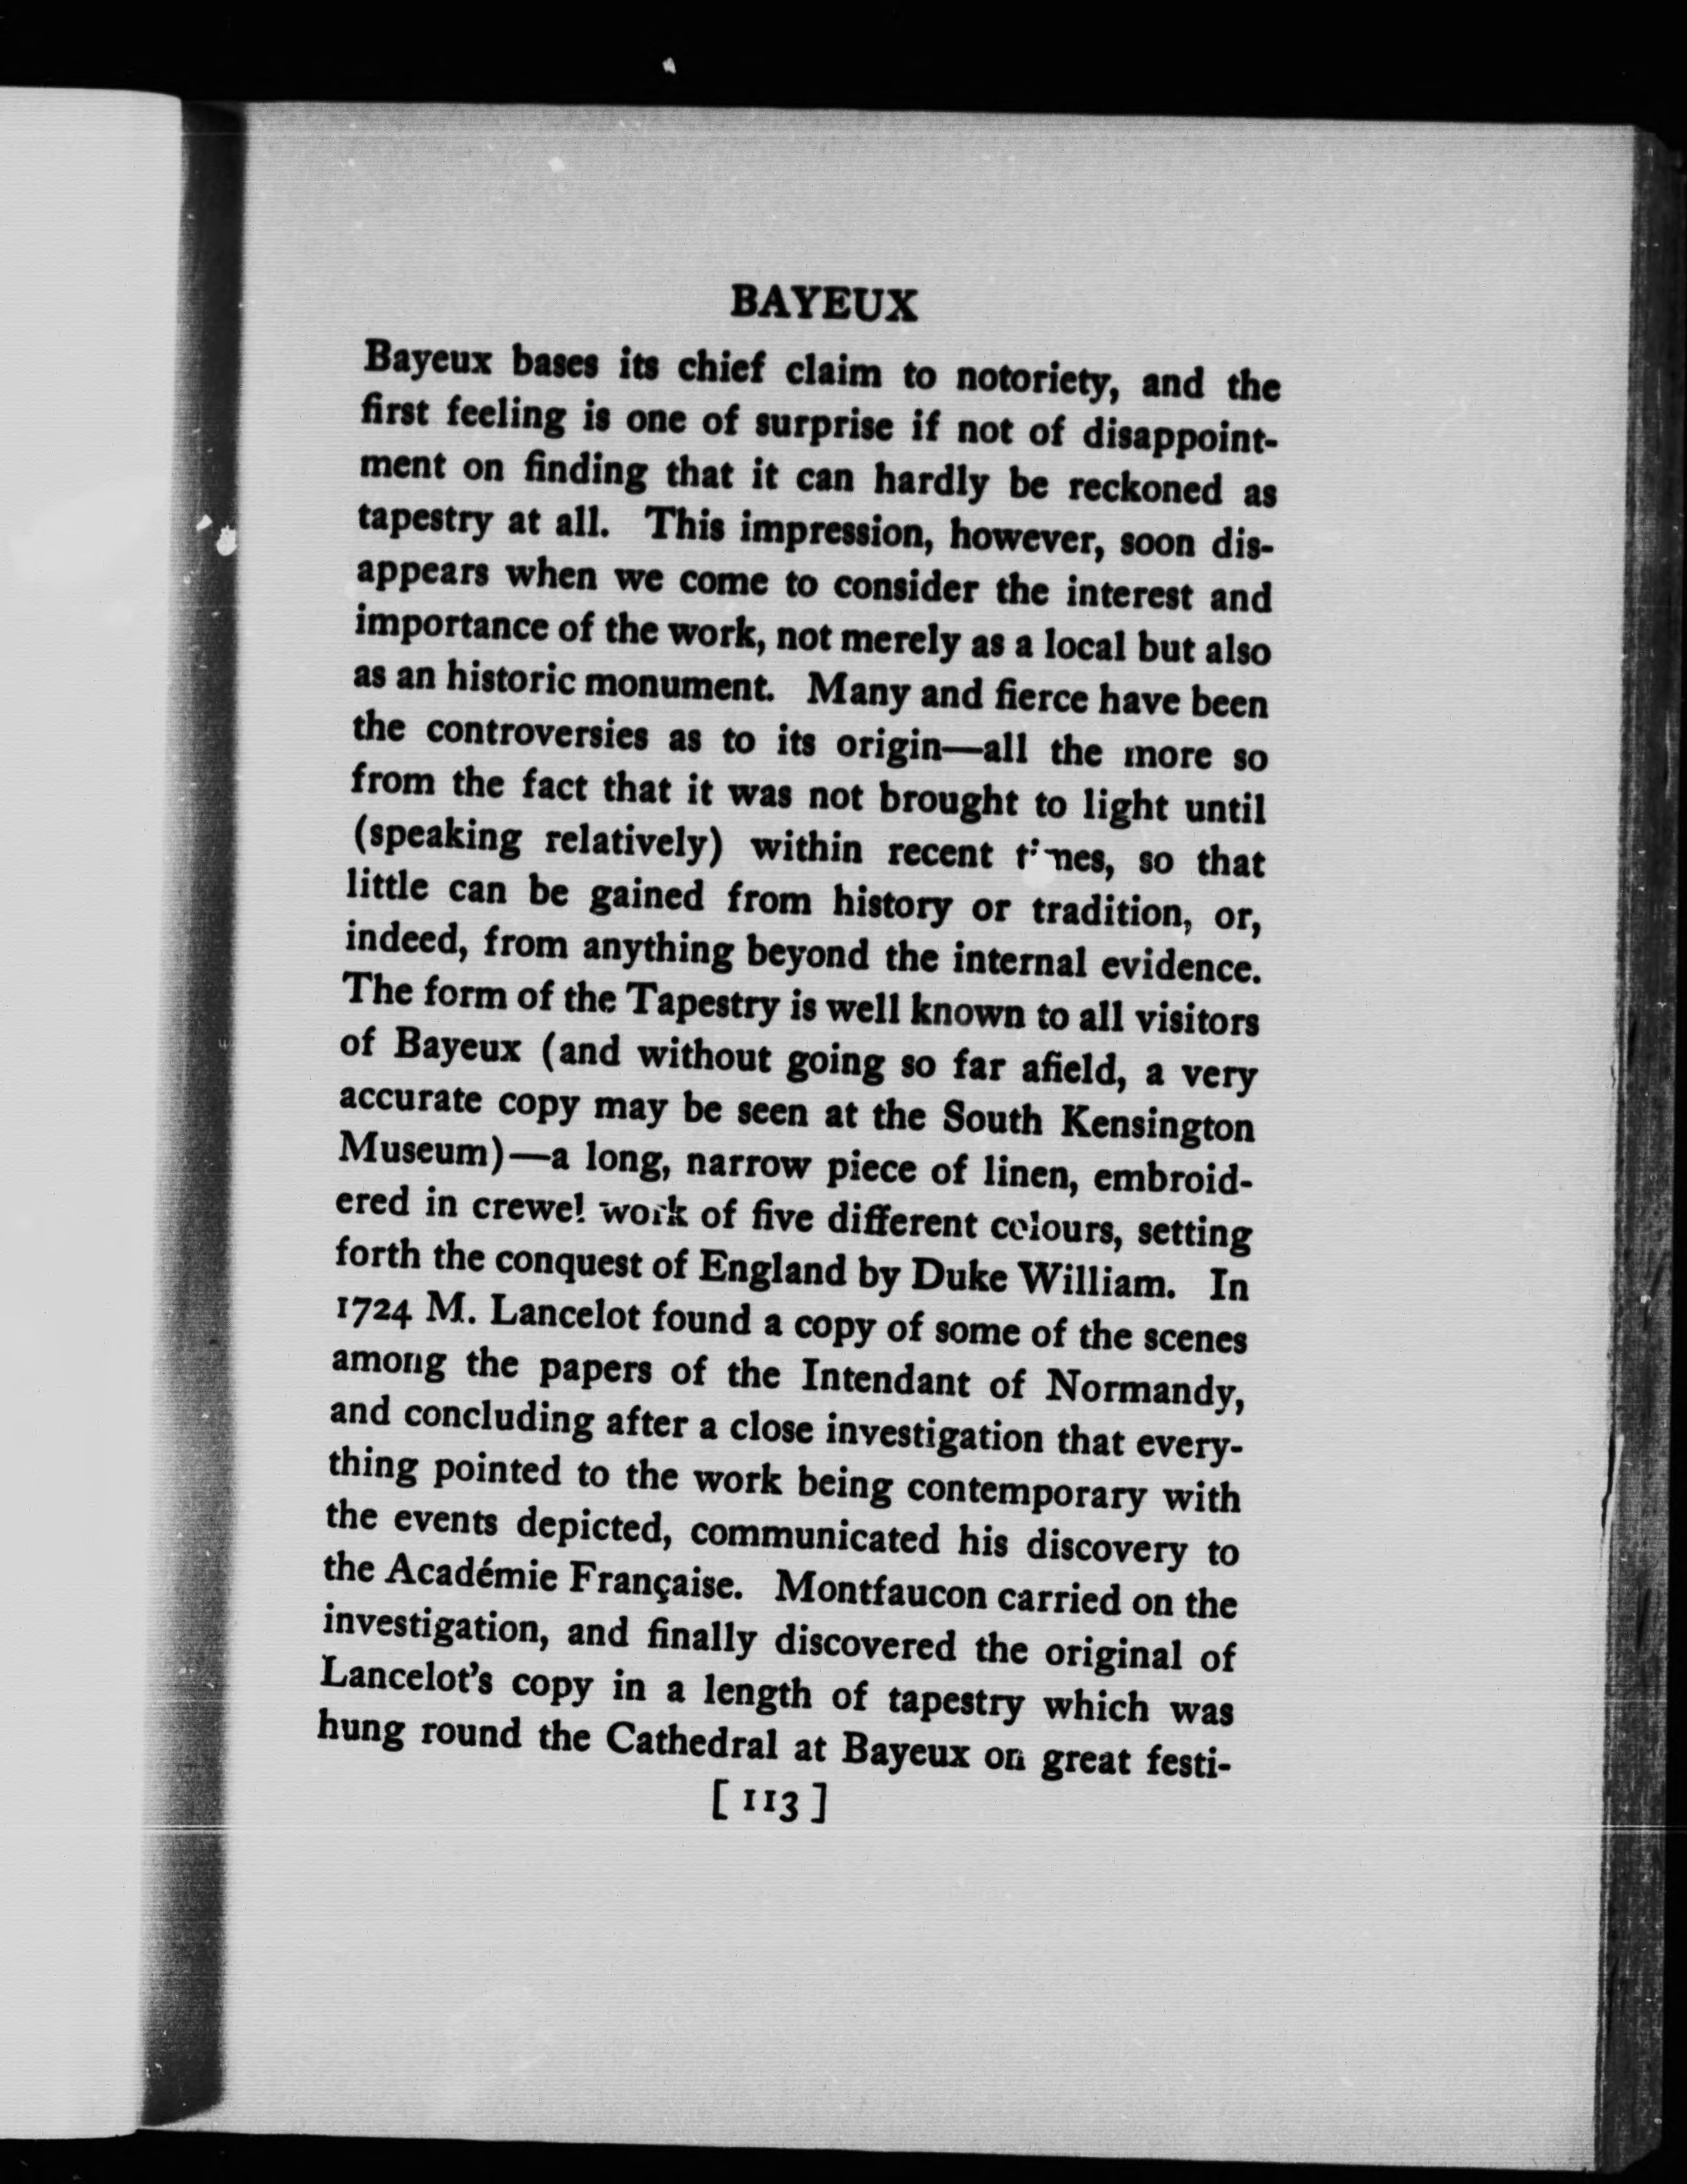 BAYEUX
Bayeux bases its chief claim to notoriety, and the
first feeling is one of surprise if not of disappoint-
ment on finding that it can hardly be reckoned as
tapestry at all. This impression, however, soon dis-
appears when we come to consider the interest and
importance of the work, not merely as a local but also
as an historic monument. Many and fierce have been
the controversies as to its origin—all the more so
from the fact that it was not brought to light until
(speaking relatively) within recent times, so that
little can be gained from history or tradition, or,
indeed, from anything beyond the internal evidence.
The form of the Tapestry is well known to all visitors
of Bayeux (and without going so far afield, a very
accurate copy may be seen at the South Kensington
Museum)—a long, narrow piece of linen, embroid-
ered in crewel work of five different colours, setting
forth the conquest of England by Duke William. In
1724 M. Lancelot found a copy of some of the scenes
among the papers of the Intendant of Normandy,
and concluding after a close investigation that every-
thing pointed to the work being contemporary with
the events depicted, communicated his discovery to
the Académie Française. Montfaucon carried on the
investigation, and finally discovered the original of
Lancelot's copy in a length of tapestry which was
hung round the Cathedral at Bayeux on great festi-
[ 113 ]